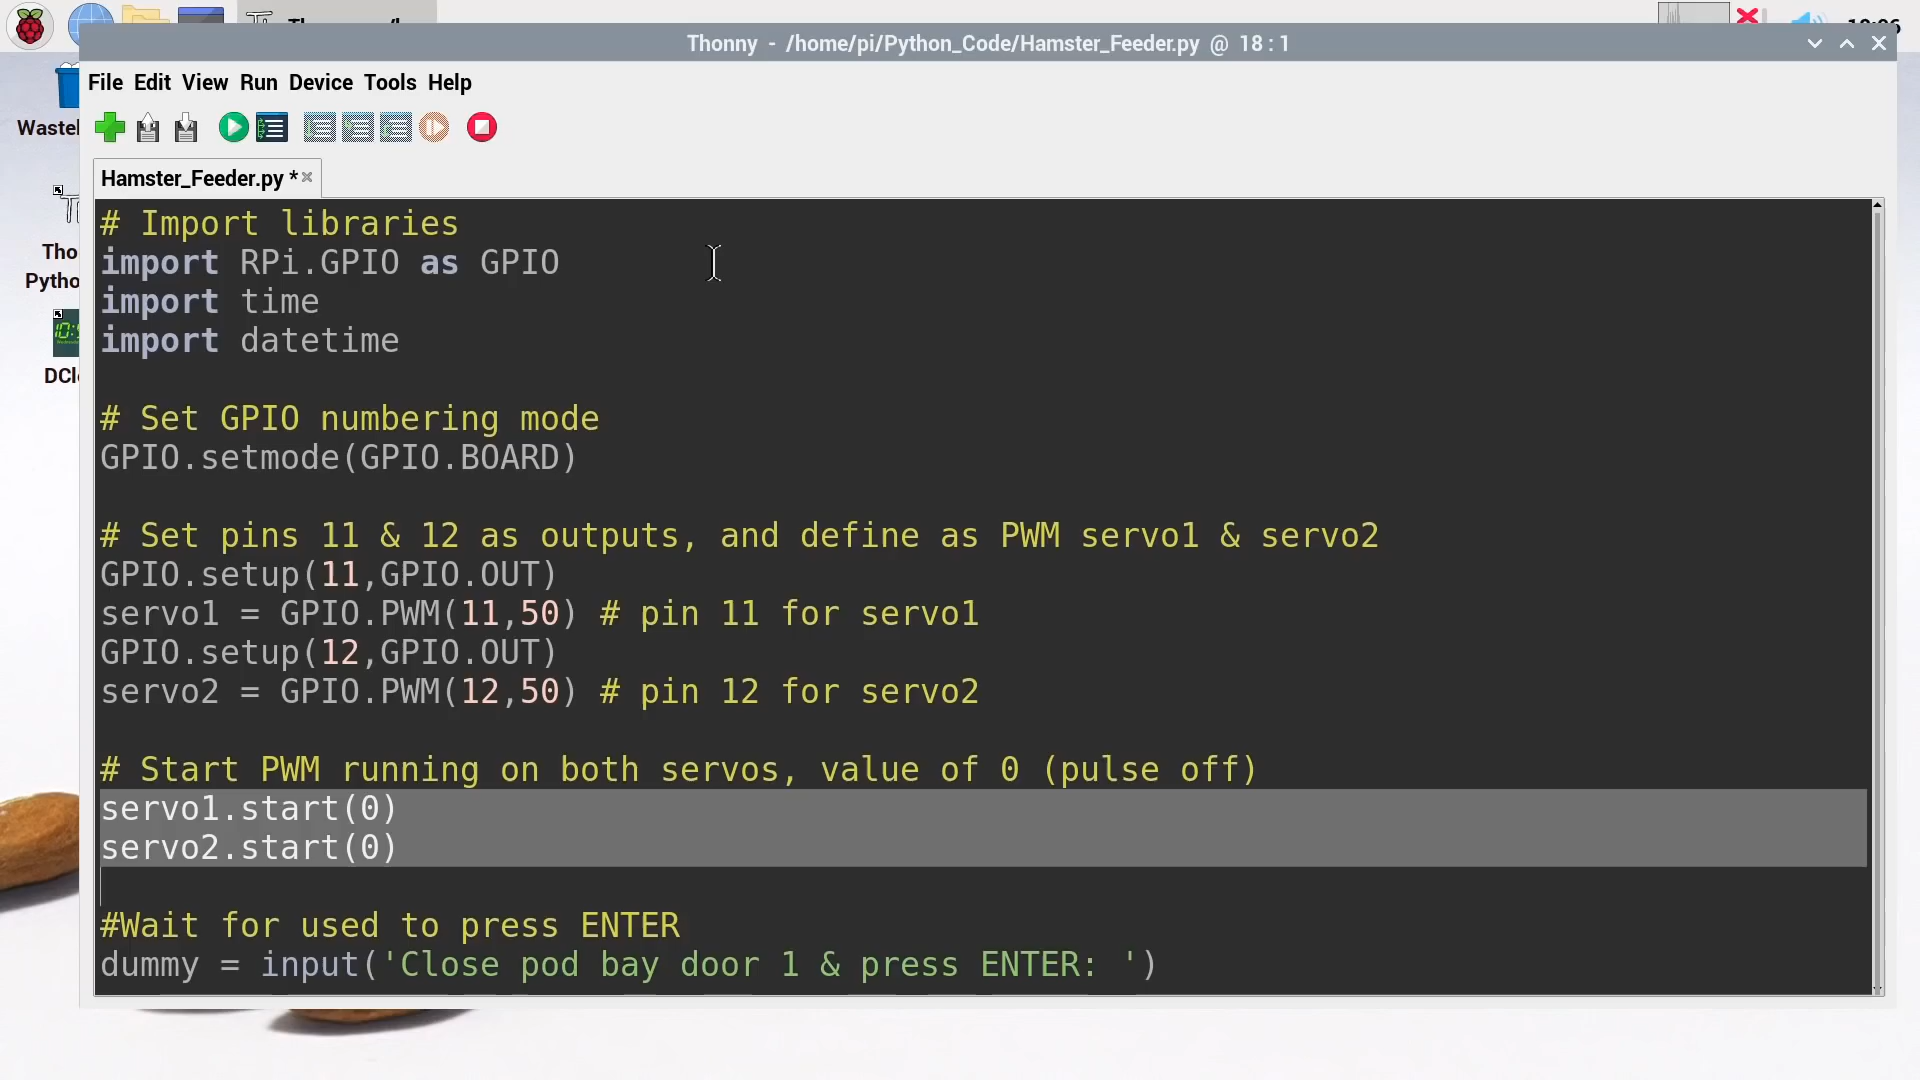 Thonny - /home/pi/Python_Code/Hamster_Feeder.py @ 18 : 1
File Edit View Run Device Tools Help
Hamster_Feeder.py *
# Import libraries
import RPi.GPIO as GPIO
import time
import datetime
# Set GPIO numbering mode
GPIO.setmode(GPIO.BOARD)
# Set pins 11 & 12 as outputs, and define as PWM servo1 & servo2
GPIO.setup(11,GPIO.OUT)
servo1 = GPIO.PWM(11,50) # pin 11 for servo1
GPIO.setup(12,GPIO.OUT)
servo2 = GPIO.PWM(12,50) # pin 12 for servo2
# Start PWM running on both servos, value of 0 (pulse off)
servo1.start(0)
servo2.start(0)
#Wait for used to press ENTER
dummy = input('Close pod bay door 1 & press ENTER: ')